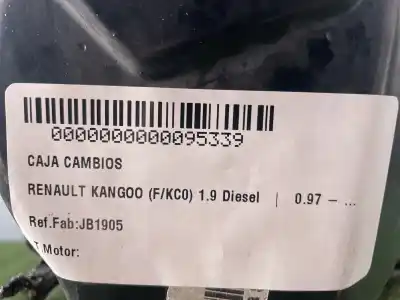 0000000000095339
CAJA CAMBIOS
RENAULT KANGOO (F/KC0) 1.9 Diesel | 0.97 - ...
Ref.Fab:JB1905
T.Motor: